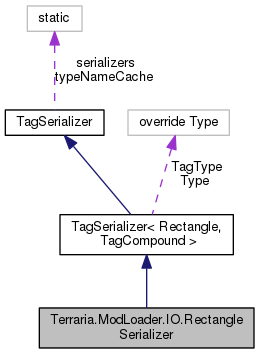 static
serializers
typeNameCache
TagSerializer
override Type
TagType
Type
TagSerializer< Rectangle,
TagCompound >
Terraria.ModLoader.IO.Rectangle
Serializer